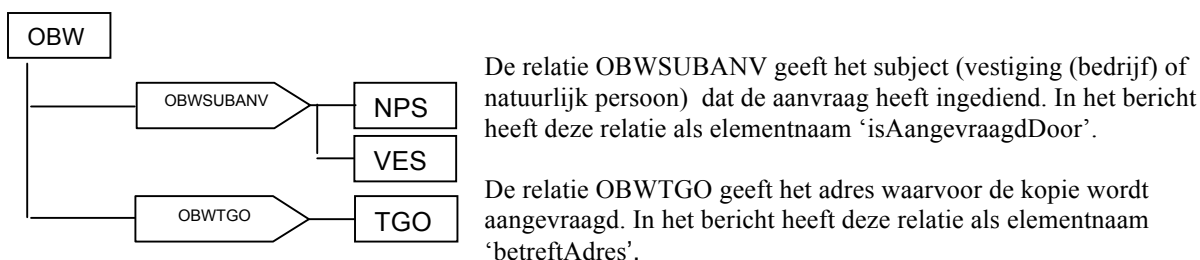 OBW
OBWSUBANV
NPS
VES
OBWTGO
TGO
De relatie OBWSUBANV geeft het subject (vestiging (bedrijf) of
natuurlijk persoon) dat de aanvraag heeft ingediend. In het bericht
heeft deze relatie als elementnaam ‘isAangevraagdDoor’.
De relatie OBWTGO geeft het adres waarvoor de kopie wordt
aangevraagd. In het bericht heeft deze relatie als elementnaam
‘betreftAdres’.